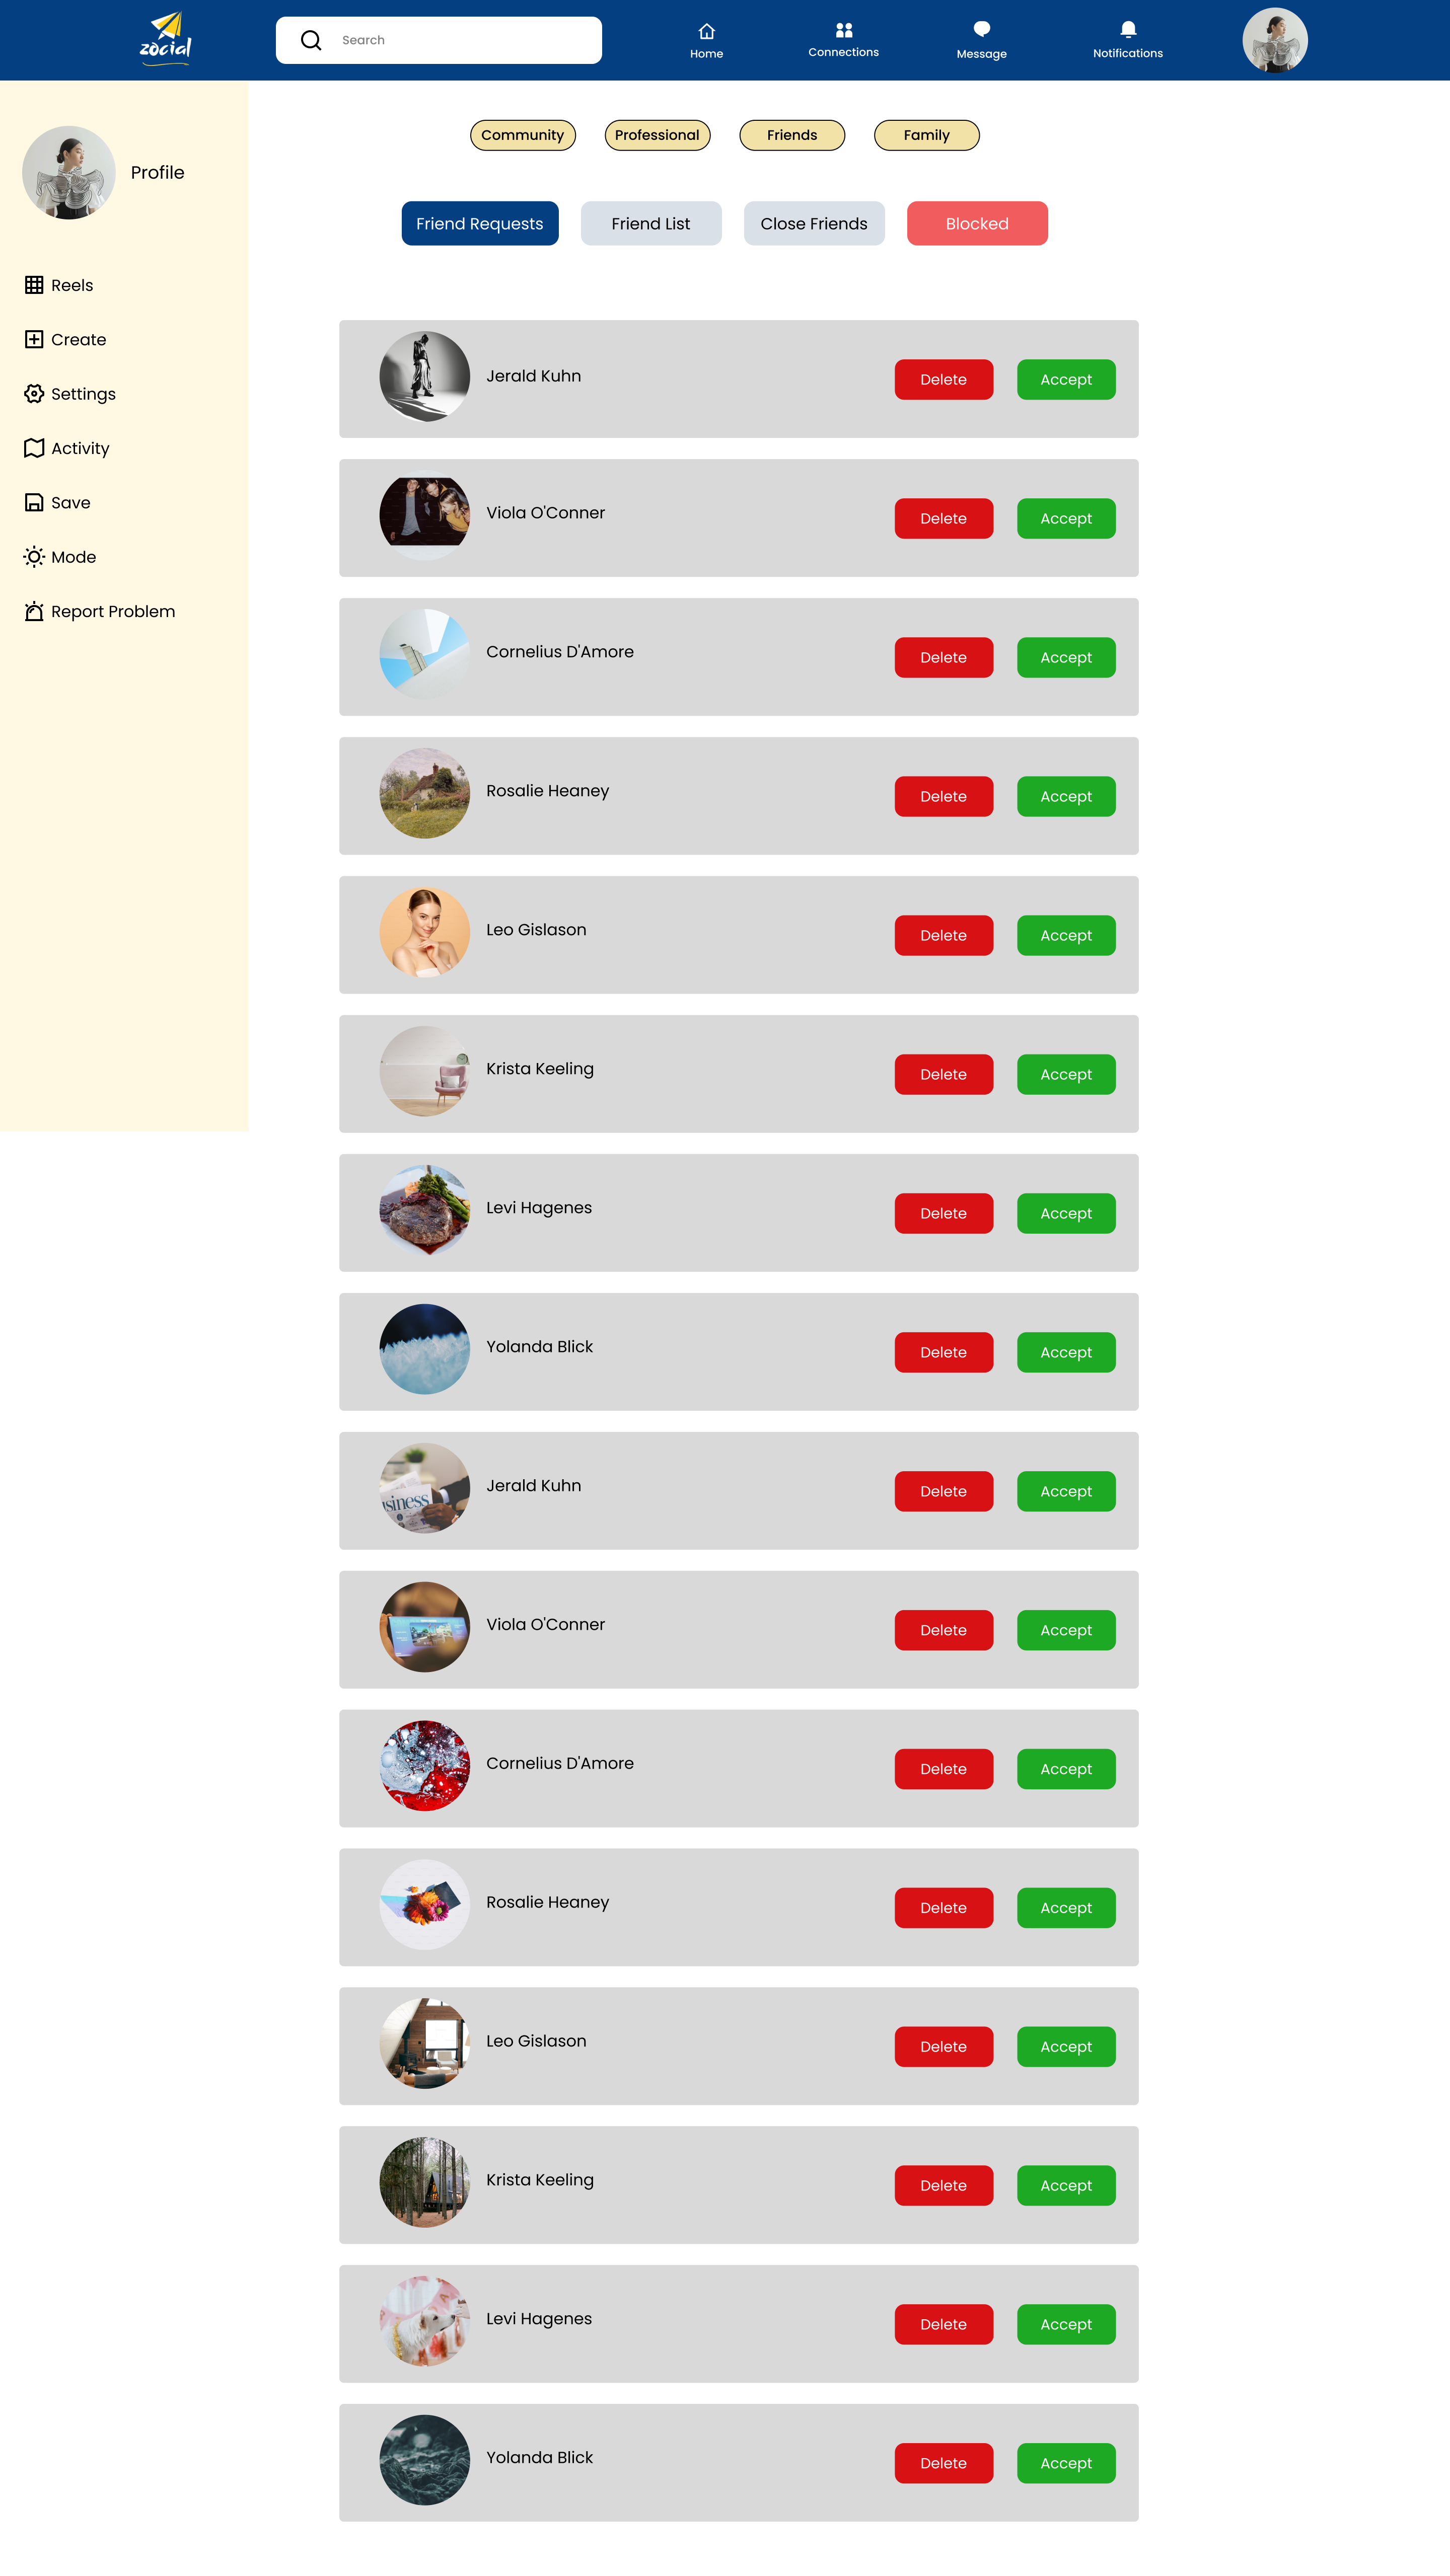 zocial
Search
Home
Connections
Message
Notifications
Community
Professional
Friends
Family
Profile
Friend Requests
Friend List
Close Friends
Blocked
Reels
Create
Settings
Activity
Save
Mode
Report Problem
Jerald Kuhn
Delete
Accept
Viola O'Conner
Delete
Accept
Cornelius D'Amore
Delete
Accept
Rosalie Heaney
Delete
Accept
Leo Gislason
Delete
Accept
Krista Keeling
Delete
Accept
Levi Hagenes
Delete
Accept
Yolanda Blick
Delete
Accept
Jerald Kuhn
Delete
Accept
Viola O'Conner
Delete
Accept
Cornelius D'Amore
Delete
Accept
Rosalie Heaney
Delete
Accept
Leo Gislason
Delete
Accept
Krista Keeling
Delete
Accept
Levi Hagenes
Delete
Accept
Yolanda Blick
Delete
Accept